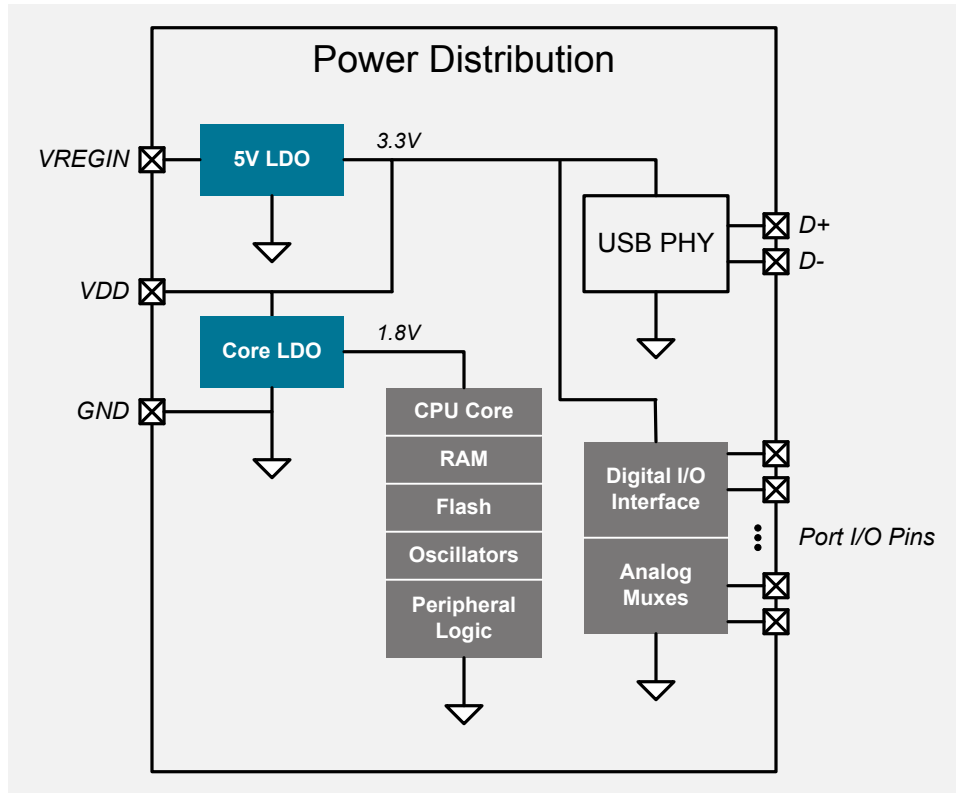 Power Distribution
VREGIN
5V LDO
3.3V
USB PHY
D+
D-
VDD
Core LDO
1.8V
GND
CPU Core
RAM
Flash
Oscillators
Peripheral
Logic
Digital I/O
Interface
Analog
Muxes
Port I/O Pins